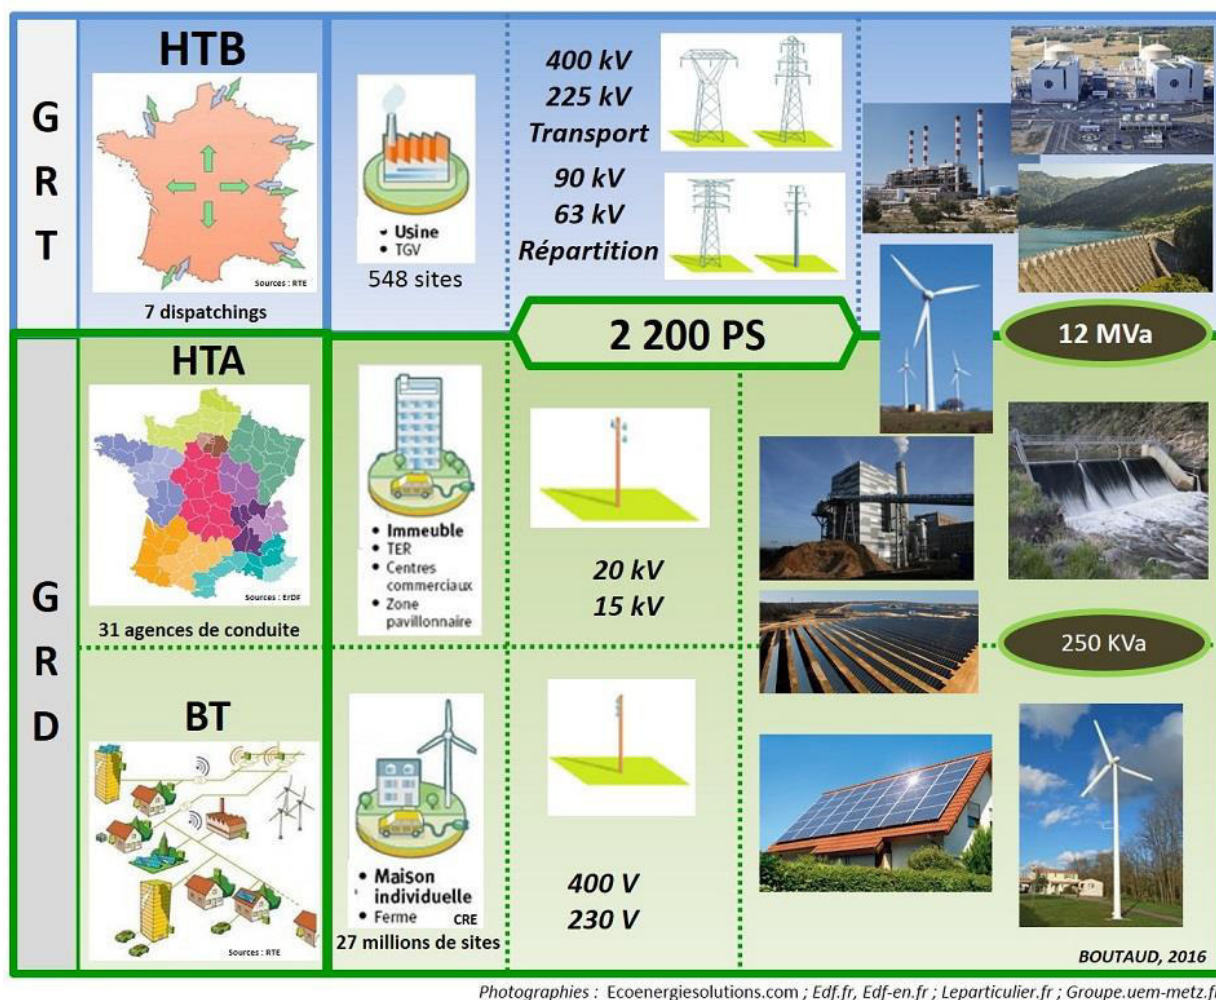 G
R
T
HTB
Sources : RTE
7 dispatchings
• Usine
• TGV
548 sites
400 kV
225 kV
Transport
90 kV
63 kV
Répartition
2 200 PS
12 MVa
G
R
D
HTA
Sources : ErDF
31 agences de conduite
• Immeuble
• TER
• Centres
commerciaux
• Zone
pavillonnaire
20 kV
15 kV
250 KVa
BT
Sources : RTE
• Maison
individuelle
• Ferme CRE
27 millions de sites
400 V
230 V
BOUTAUD, 2016
Photographies : Ecoenergiesolutions.com ; Edf.fr, Edf-en.fr ; Leparticulier.fr ; Groupe.uem-metz.fr